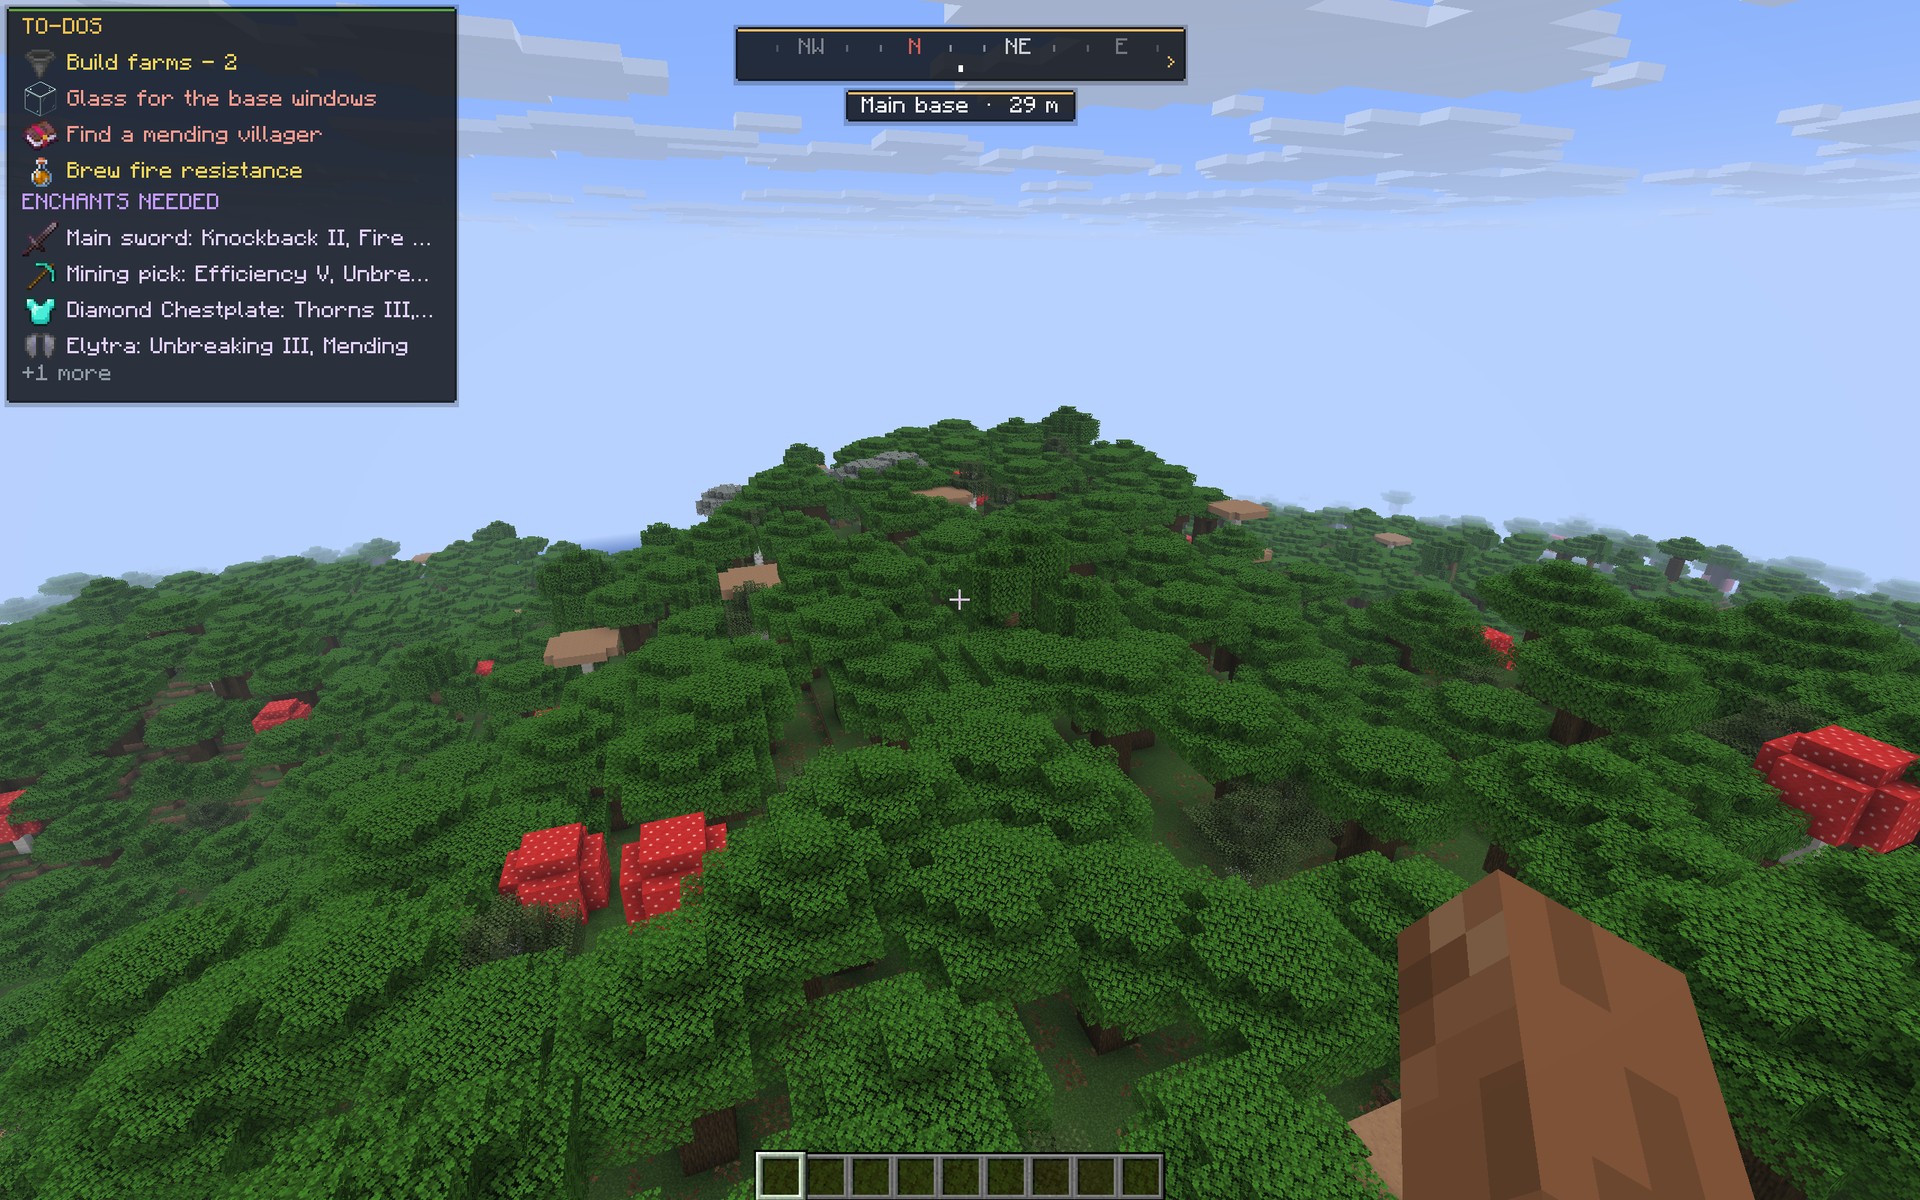 TO-DOS
Build farms - 2
Glass for the base windows
Find a mending villager
Brew fire resistance
ENCHANTS NEEDED
Main sword: Knockback II, Fire ...
Mining pick: Efficiency V, Unbre...
Diamond Chestplate: Thorns III,...
Elytra: Unbreaking III, Mending
+1 more
NW N NE E >
Main base · 29 m